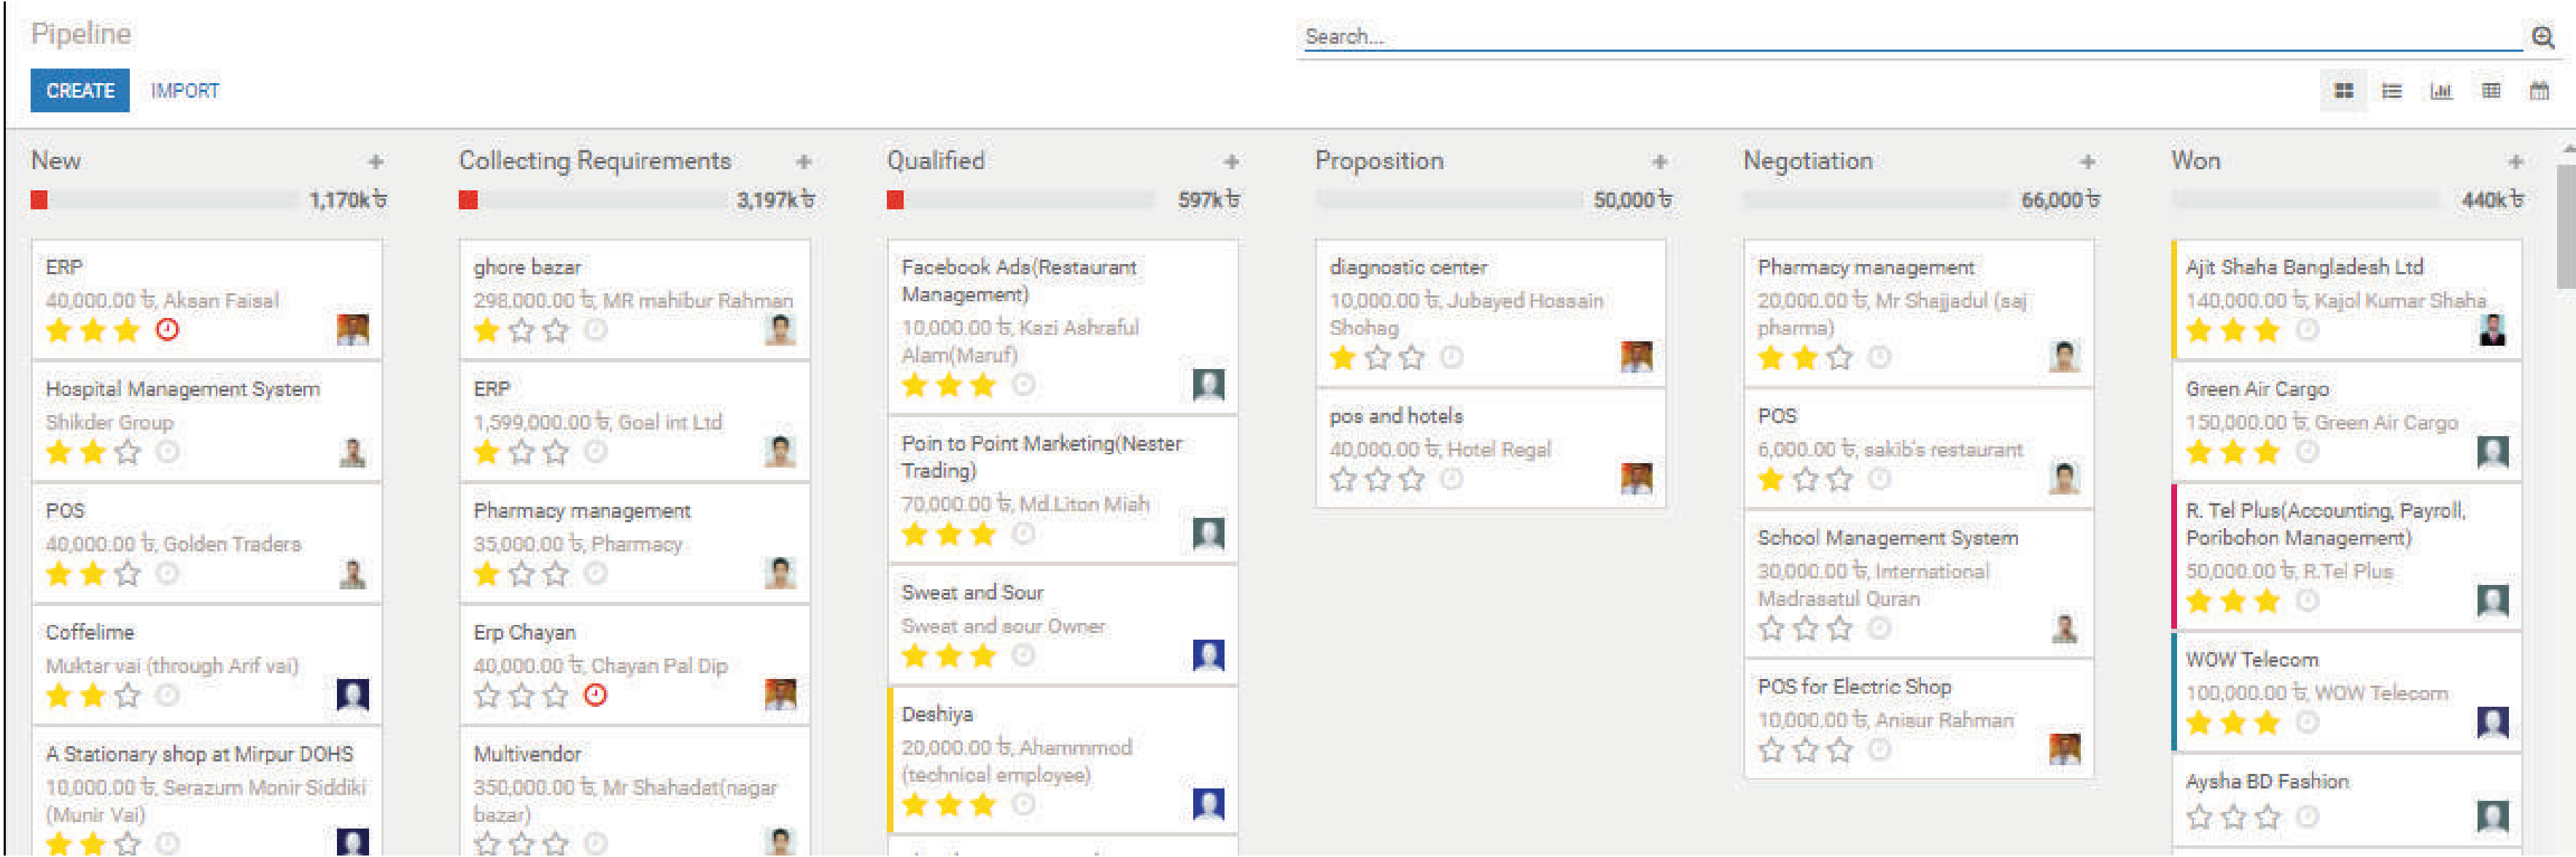 Pipeline
Search...
CREATE IMPORT
New +
1,170k ৳
ERP
40,000.00 ৳, Aksan Faisal
Hospital Management System
Shikder Group
POS
40,000.00 ৳, Golden Traders
Coffelime
Muktar vai (through Arif vai)
A Stationary shop at Mirpur DOHS
10,000.00 ৳, Serazum Monir Siddiki
(Munir Vai)
Collecting Requirements +
3,197k ৳
ghore bazar
298,000.00 ৳, MR mahibur Rahman
ERP
1,599,000.00 ৳, Goal int Ltd
Pharmacy management
35,000.00 ৳, Pharmacy
Erp Chayan
40,000.00 ৳, Chayan Pal Dip
Multivendor
350,000.00 ৳, Mr Shahadat(nagar
bazar)
Qualified +
597k ৳
Facebook Ads(Restaurant
Management)
10,000.00 ৳, Kazi Ashraful
Alam(Maruf)
Poin to Point Marketing(Nester
Trading)
70,000.00 ৳, Md.Liton Miah
Sweat and Sour
Sweat and sour Owner
Deshiya
20,000.00 ৳, Ahammmod
(technical employee)
Proposition +
50,000 ৳
diagnostic center
10,000.00 ৳, Jubayed Hossain
Shohag
pos and hotels
40,000.00 ৳, Hotel Regal
Negotiation +
66,000 ৳
Pharmacy management
20,000.00 ৳, Mr Shajjadul (saj
pharma)
POS
6,000.00 ৳, sakib's restaurant
School Management System
30,000.00 ৳, International
Madrasatul Quran
POS for Electric Shop
10,000.00 ৳, Anisur Rahman
Won +
440k ৳
Ajit Shaha Bangladesh Ltd
140,000.00 ৳, Kajol Kumar Shaha
Green Air Cargo
150,000.00 ৳, Green Air Cargo
R. Tel Plus(Accounting, Payroll,
Poribohon Management)
50,000.00 ৳, R.Tel Plus
WOW Telecom
100,000.00 ৳, WOW Telecom
Aysha BD Fashion